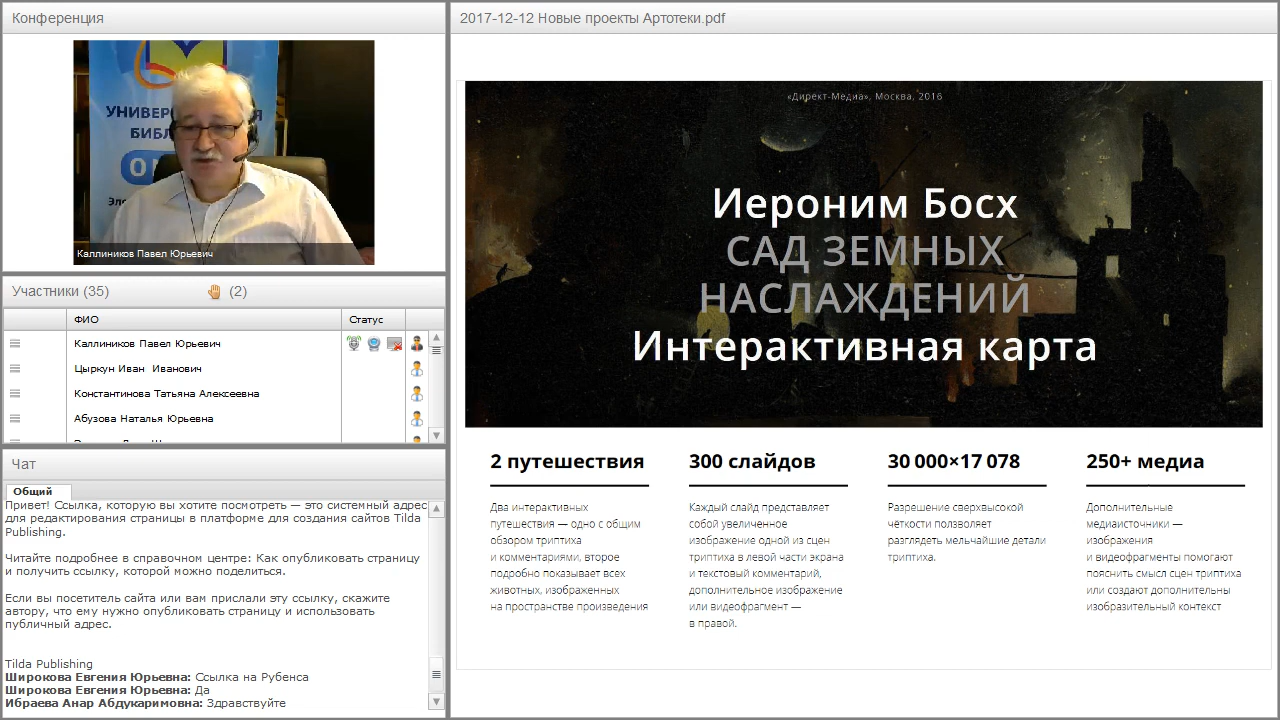 Конференция
УНИВЕР
Каллиников Павел Юрьевич
Участники (35)
(2)
ФИО
Статус
Каллиников Павел Юрьевич
Цыркун Иван Иванович
Константинова Татьяна Алексеевна
Абузова Наталья Юрьевна
Чат
Общий
Привет! Ссылка, которую вы хотите посмотреть — это системный адрес
для редактирования страницы в платформе для создания сайтов Tilda
Publishing.
Читайте подробнее в справочном центре: Как опубликовать страницу
и получить ссылку, которой можно поделиться.
Если вы посетитель сайта или вам прислали эту ссылку, скажите
автору, что ему нужно опубликовать страницу и использовать
публичный адрес.
Tilda Publishing
Широкова Евгения Юрьевна: Ссылка на Рубенса
Широкова Евгения Юрьевна: Да
Ибраева Анар Абдукаримовна: Здравствуйте
2017-12-12 Новые проекты Артотеки.pdf
«Директ-Медиа», Москва, 2016
Иероним Босх
САД ЗЕМНЫХ
НАСЛАЖДЕНИЙ
Интерактивная карта
2 путешествия
Два интерактивных
путешествия — одно с общим
обзором триптиха
и комментариями, второе
подробно показывает всех
животных, изображенных
на пространстве произведения
300 слайдов
Каждый слайд представляет
собой увеличенное
изображение одной из сцен
триптиха в левой части экрана
и текстовый комментарий,
дополнительное изображение
или видеофрагмент —
в правой.
30 000×17 078
Разрешение сверхвысокой
чёткости ползволяет
разглядеть мельчайшие детали
триптиха.
250+ медиа
Дополнительные
медиаисточники —
изображения
и видеофрагменты помогают
пояснить смысл сцен триптиха
или создают дополнительны
изобразительный контекст